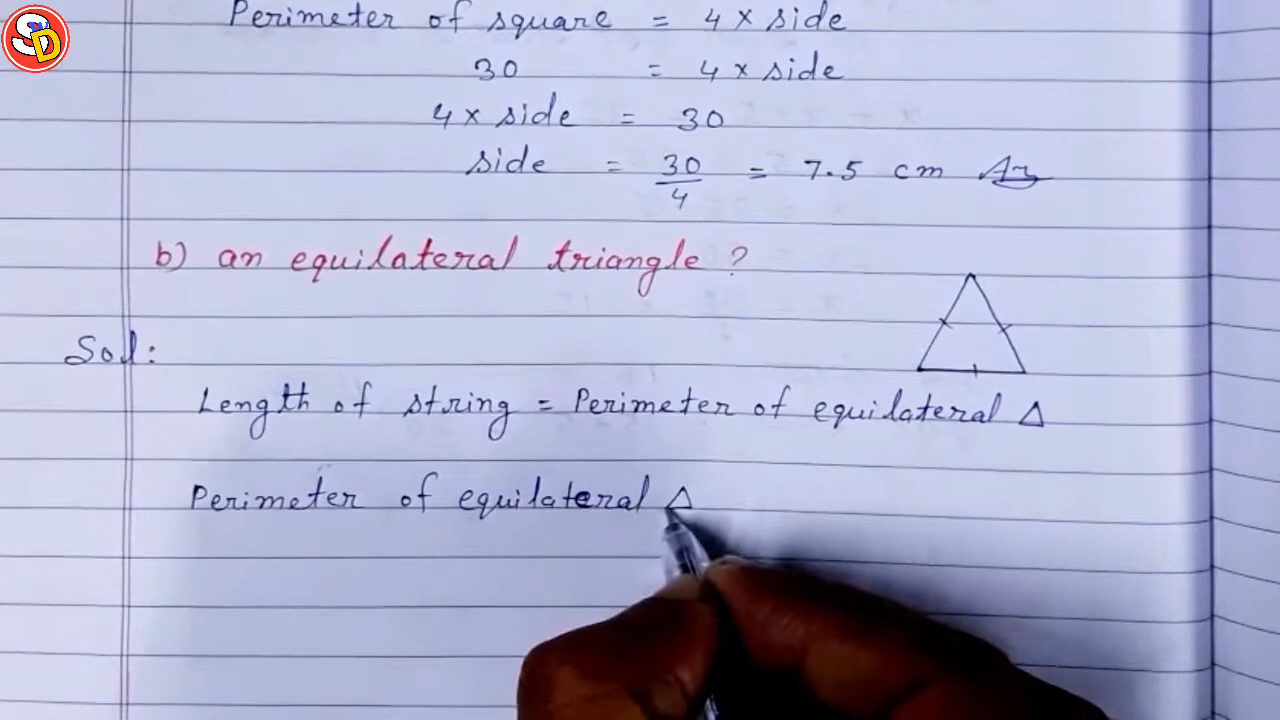 SD
Perimeter of square = 4 × side
30 = 4 × side
4 × side = 30
side = 30/4 = 7.5 cm Ans
b) an equilateral triangle ?
Sol:
Length of string = Perimeter of equilateral Δ
Perimeter of equilateral Δ